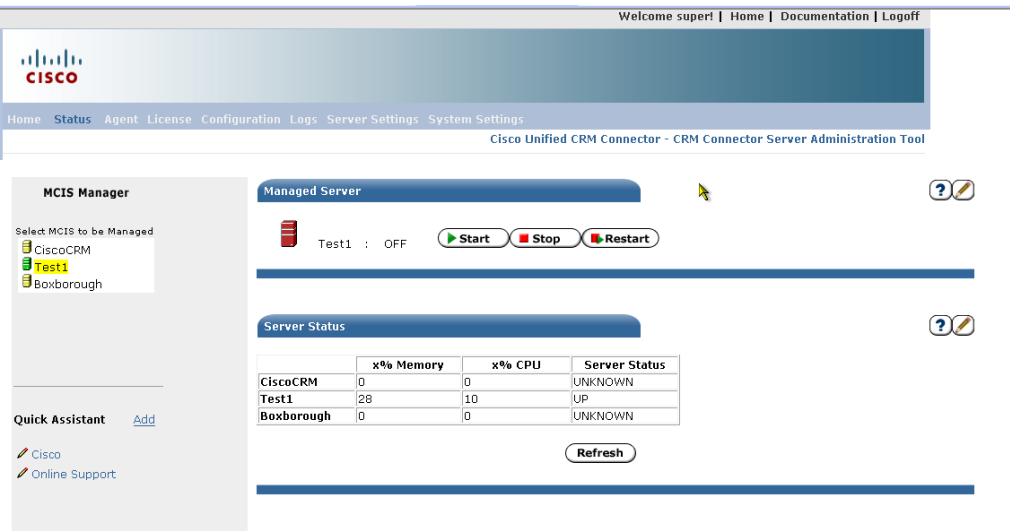 Welcome super! | Home | Documentation | Logoff
CISCO
Home Status Agent License Configuration Logs Server Settings System Settings
Cisco Unified CRM Connector - CRM Connector Server Administration Tool
MCIS Manager
Select MCIS to be Managed
CiscoCRM
Test1
Boxborough
Quick Assistant Add
Cisco
Online Support
Managed Server ?
Test1 : OFF Start Stop Restart
Server Status ?
x% Memory x% CPU Server Status
CiscoCRM 0 0 UNKNOWN
Test1 28 10 UP
Boxborough 0 0 UNKNOWN
Refresh